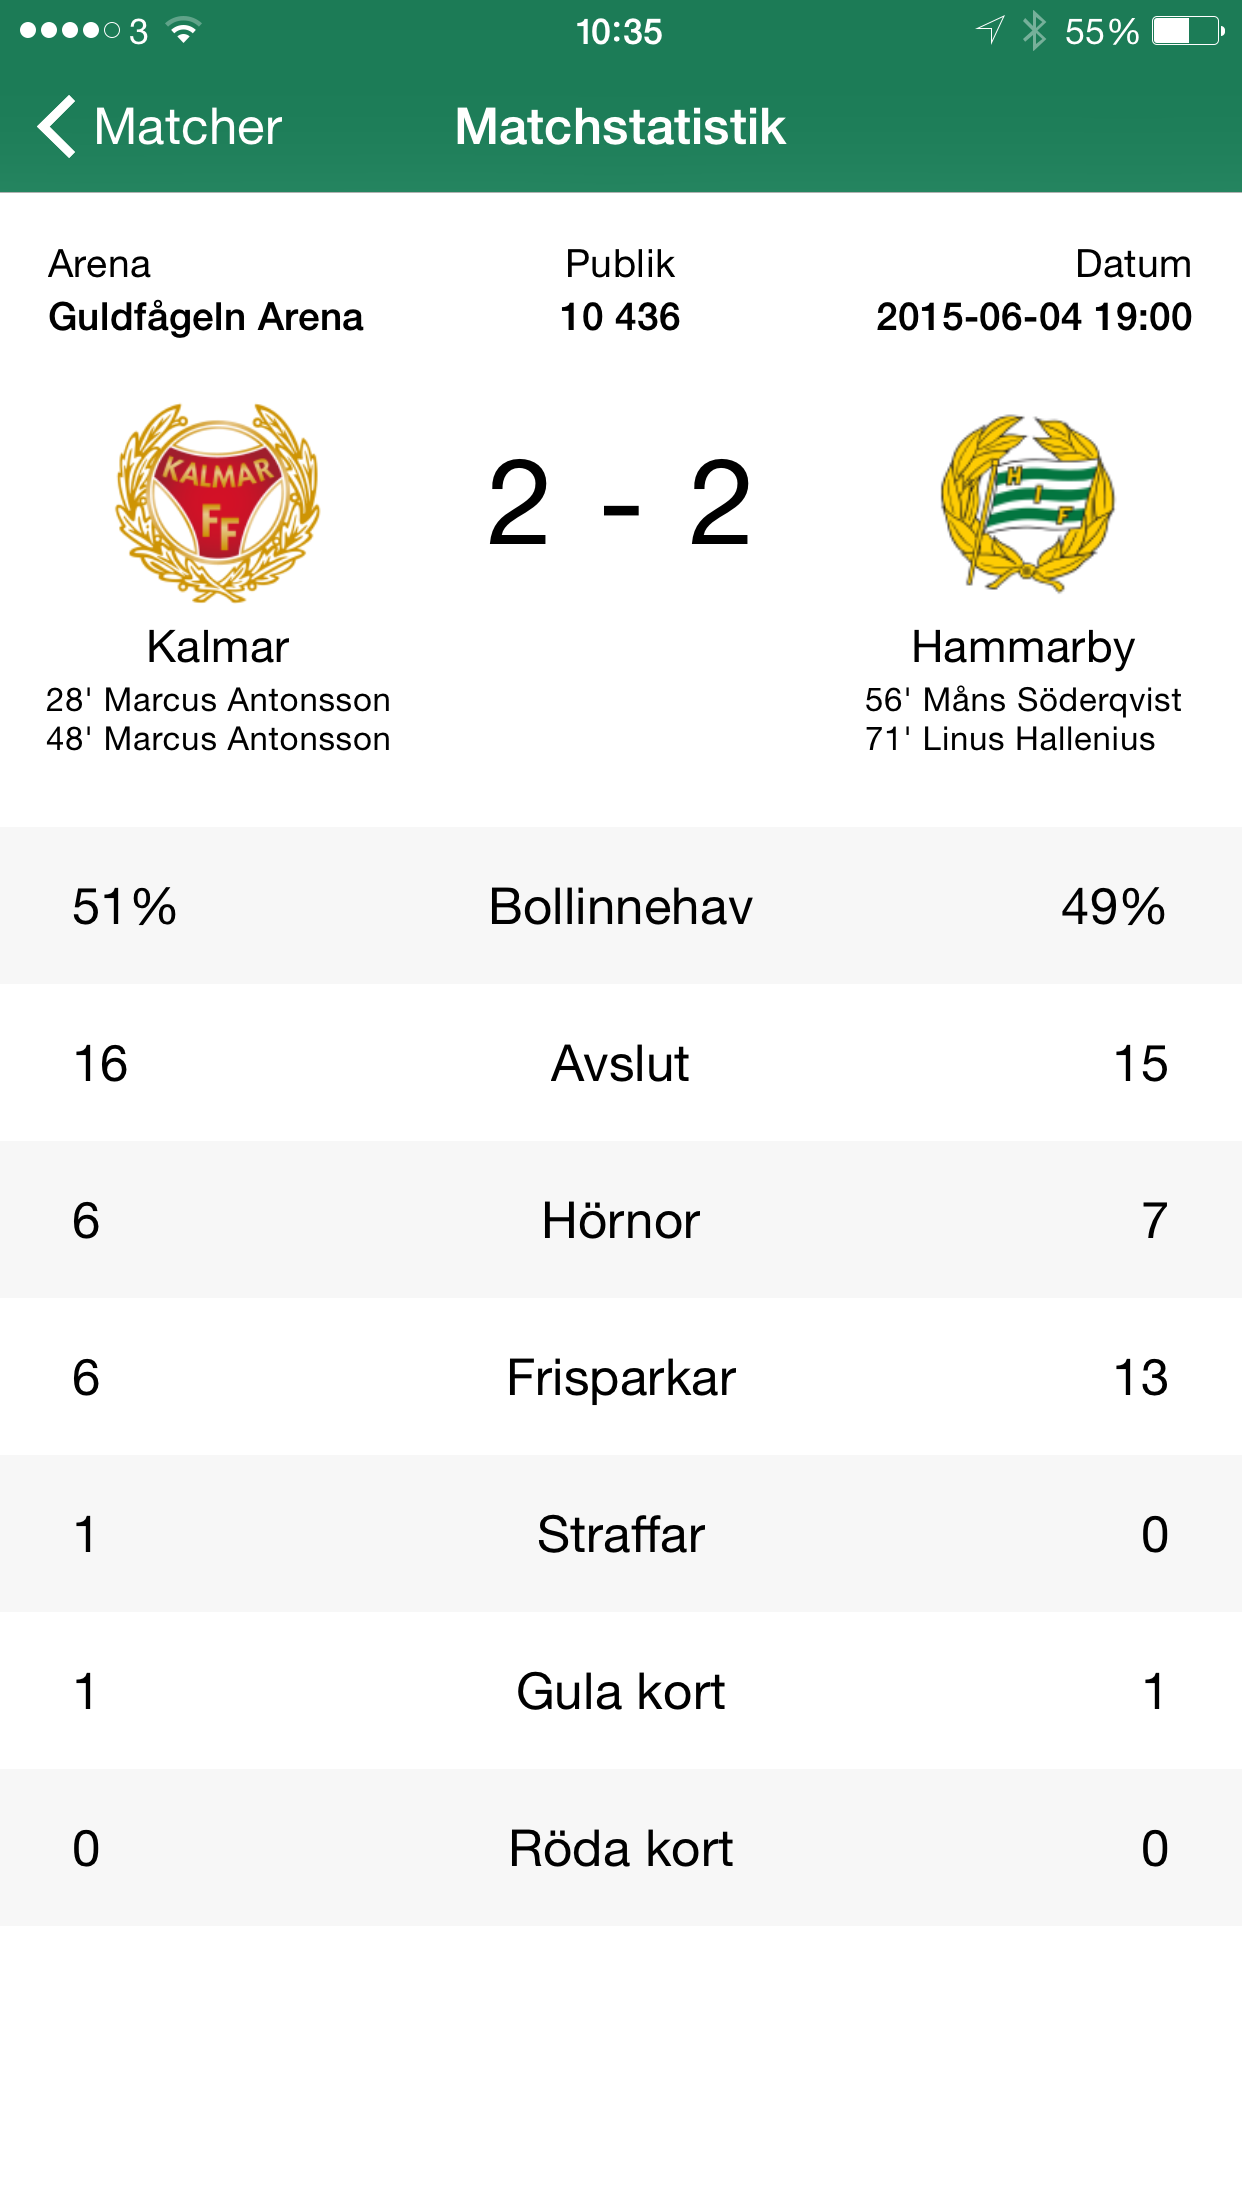 3 10:35 55%
Matcher Matchstatistik
Arena Publik Datum
Guldfågeln Arena 10 436 2015-06-04 19:00
KALMAR
FF
HIF
2 - 2
Kalmar Hammarby
28' Marcus Antonsson 56' Måns Söderqvist
48' Marcus Antonsson 71' Linus Hallenius
51% Bollinnehav 49%
16 Avslut 15
6 Hörnor 7
6 Frisparkar 13
1 Straffar 0
1 Gula kort 1
0 Röda kort 0